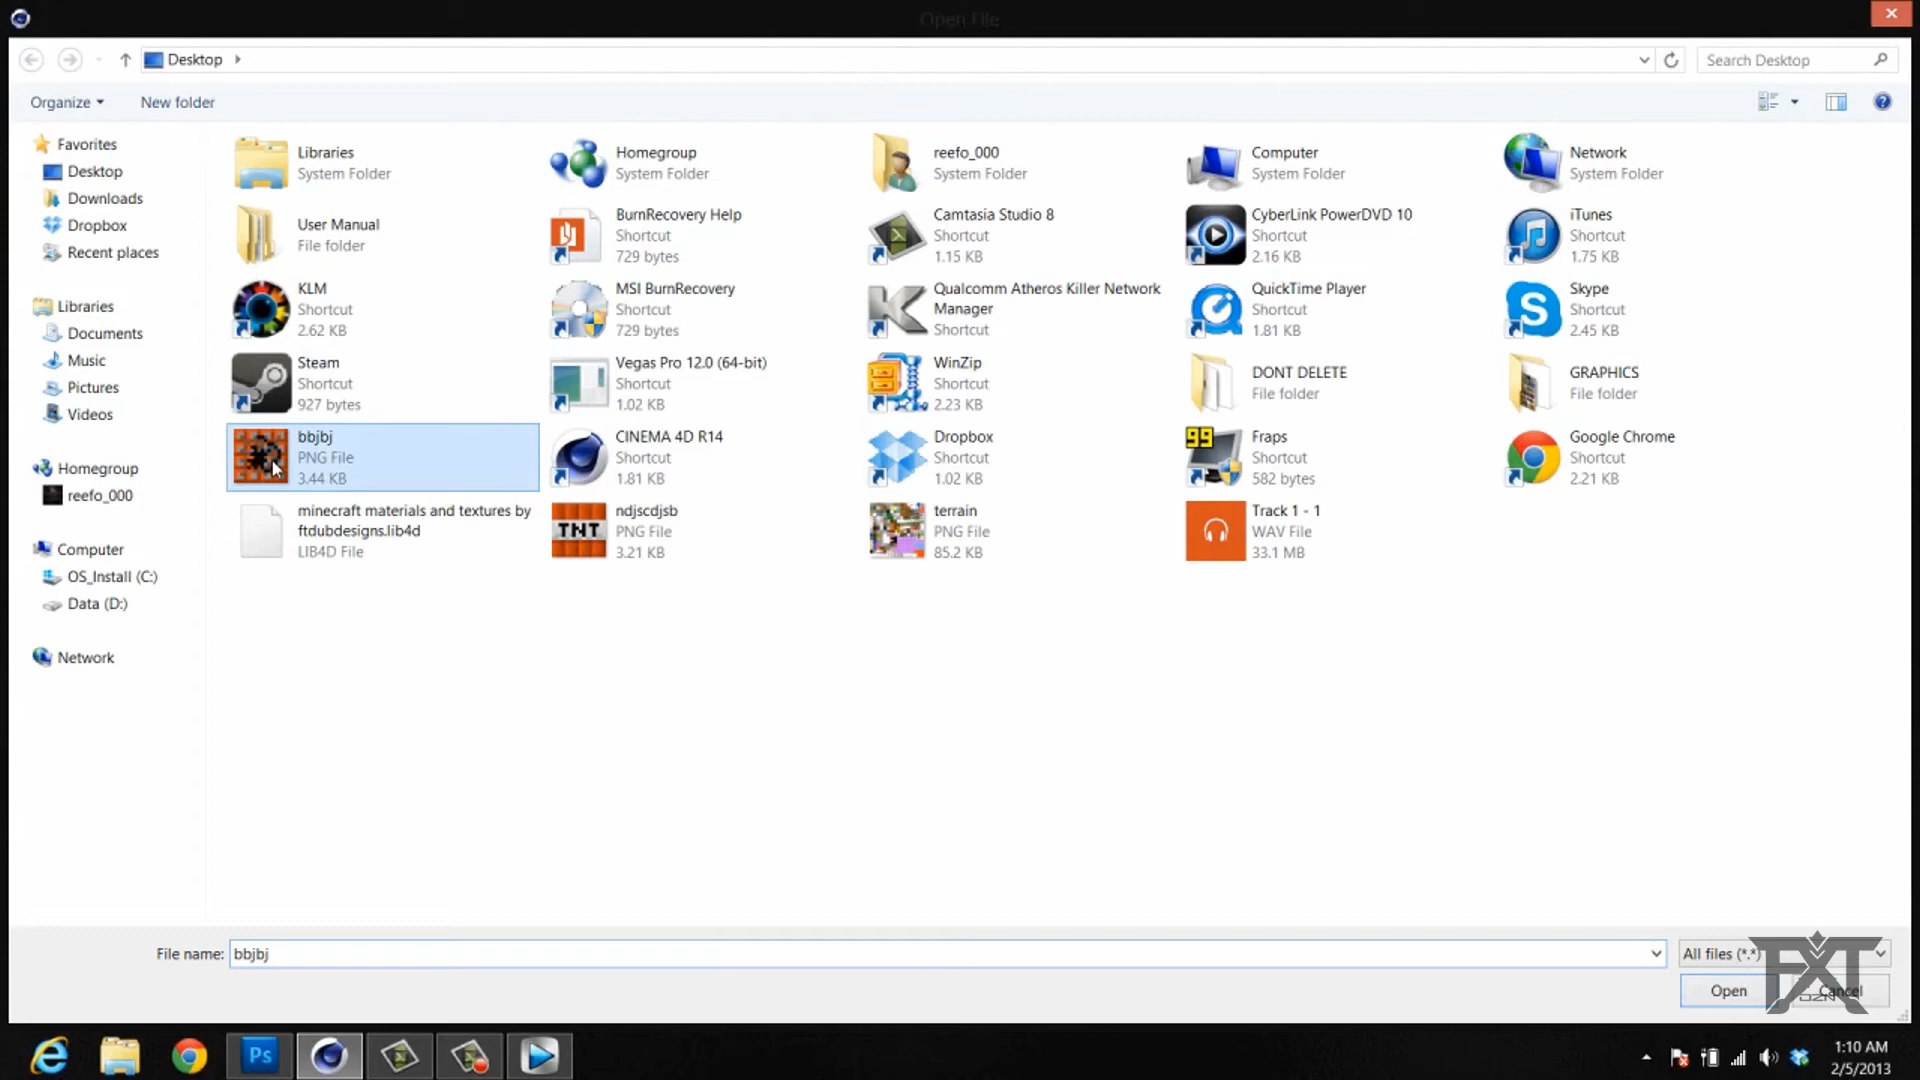 Open File
Desktop
Search Desktop
Organize
New folder
Favorites
Desktop
Downloads
Dropbox
Recent places
Libraries
Documents
Music
Pictures
Videos
Homegroup
reefo_000
Computer
OS_Install (C:)
Data (D:)
Network
Libraries
System Folder
Homegroup
System Folder
reefo_000
System Folder
Computer
System Folder
Network
System Folder
User Manual
File folder
BurnRecovery Help
Shortcut
729 bytes
Camtasia Studio 8
Shortcut
1.15 KB
CyberLink PowerDVD 10
Shortcut
2.16 KB
iTunes
Shortcut
1.75 KB
KLM
Shortcut
2.62 KB
MSI BurnRecovery
Shortcut
729 bytes
Qualcomm Atheros Killer Network
Manager
Shortcut
QuickTime Player
Shortcut
1.81 KB
Skype
Shortcut
2.45 KB
Steam
Shortcut
927 bytes
Vegas Pro 12.0 (64-bit)
Shortcut
1.02 KB
WinZip
Shortcut
2.23 KB
DONT DELETE
File folder
GRAPHICS
File folder
bbjbj
PNG File
3.44 KB
CINEMA 4D R14
Shortcut
1.81 KB
Dropbox
Shortcut
1.02 KB
99
Fraps
Shortcut
582 bytes
Google Chrome
Shortcut
2.21 KB
minecraft materials and textures by
ftdubdesigns.lib4d
LIB4D File
TNT
ndjscdjsb
PNG File
3.21 KB
terrain
PNG File
85.2 KB
Track 1 - 1
WAV File
33.1 MB
File name:
bbjbj
All files (*.*)
Open
Cancel
FXT
DZN
Ps
1:10 AM
2/5/2013